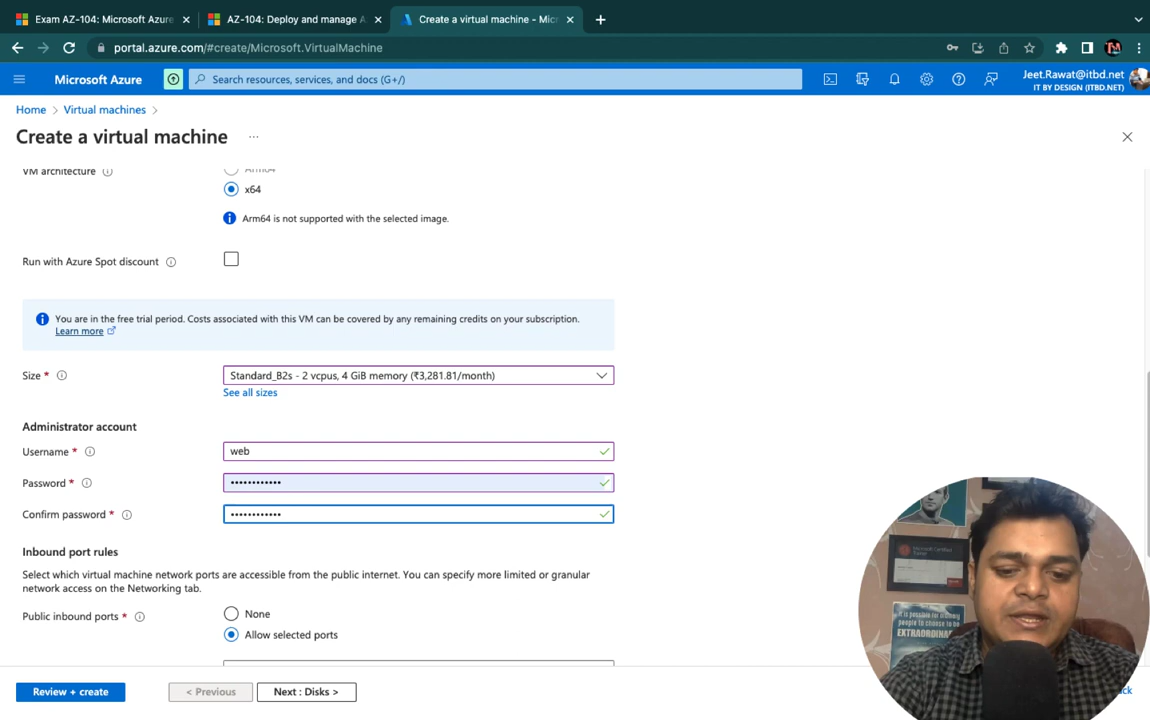 Exam AZ-104: Microsoft Azure
AZ-104: Deploy and manage A
Create a virtual machine - Mic
portal.azure.com/#create/Microsoft.VirtualMachine
Microsoft Azure
Search resources, services, and docs (G+/)
Jeet.Rawat@itbd.net
IT BY DESIGN (ITBD.NET)
Home > Virtual machines >
Create a virtual machine ...
VM architecture
Arm64
x64
Arm64 is not supported with the selected image.
Run with Azure Spot discount
You are in the free trial period. Costs associated with this VM can be covered by any remaining credits on your subscription.
Learn more
Size *
Standard_B2s - 2 vcpus, 4 GiB memory (₹3,281.81/month)
See all sizes
Administrator account
Username *
web
Password *
••••••••••••
Confirm password *
••••••••••••
Inbound port rules
Select which virtual machine network ports are accessible from the public internet. You can specify more limited or granular
network access on the Networking tab.
Public inbound ports *
None
Allow selected ports
Review + create
< Previous
Next : Disks >
EXTRAORDINAR